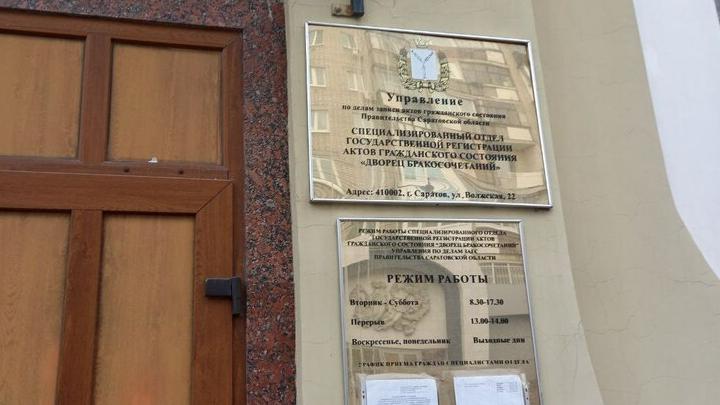 Управление
по делам записи актов гражданского состояния
Правительства Саратовской области
СПЕЦИАЛИЗИРОВАННЫЙ ОТДЕЛ
ГОСУДАРСТВЕННОЙ РЕГИСТРАЦИИ
АКТОВ ГРАЖДАНСКОГО СОСТОЯНИЯ
«ДВОРЕЦ БРАКОСОЧЕТАНИЙ»
Адрес: 410002, г. Саратов, ул. Волжская, 22
РЕЖИМ РАБОТЫ СПЕЦИАЛИЗИРОВАННОГО ОТДЕЛА
ГОСУДАРСТВЕННОЙ РЕГИСТРАЦИИ АКТОВ
ГРАЖДАНСКОГО СОСТОЯНИЯ "ДВОРЕЦ БРАКОСОЧЕТАНИЙ"
УПРАВЛЕНИЯ ПО ДЕЛАМ ЗАГС
ПРАВИТЕЛЬСТВА САРАТОВСКОЙ ОБЛАСТИ
РЕЖИМ РАБОТЫ
Вторник - Суббота 8.30-17.30
Перерыв 13.00-14.00
Воскресенье, понедельник Выходные дни
ГРАФИК ПРИЕМА ГРАЖДАН СПЕЦИАЛИСТАМИ ОТДЕЛА